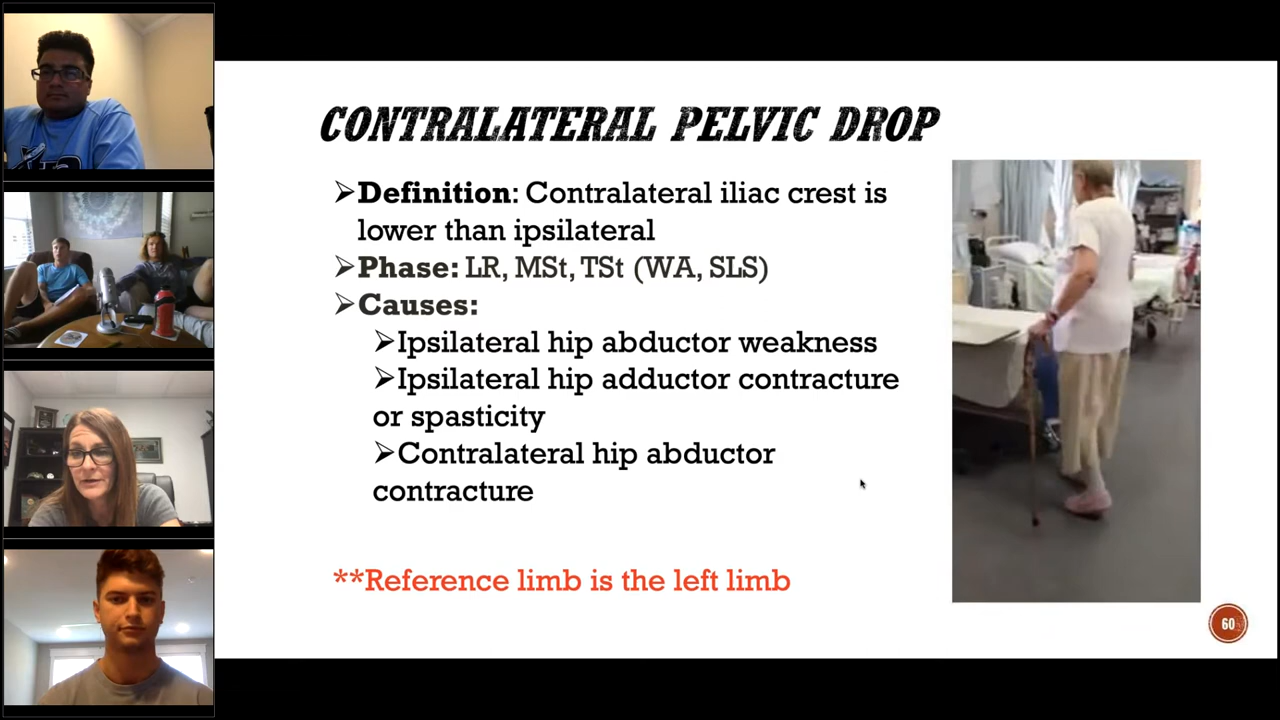 CONTRALATERAL PELVIC DROP
➢Definition: Contralateral iliac crest is
lower than ipsilateral
➢Phase: LR, MSt, TSt (WA, SLS)
➢Causes:
➢Ipsilateral hip abductor weakness
➢Ipsilateral hip adductor contracture
or spasticity
➢Contralateral hip abductor
contracture
**Reference limb is the left limb
60